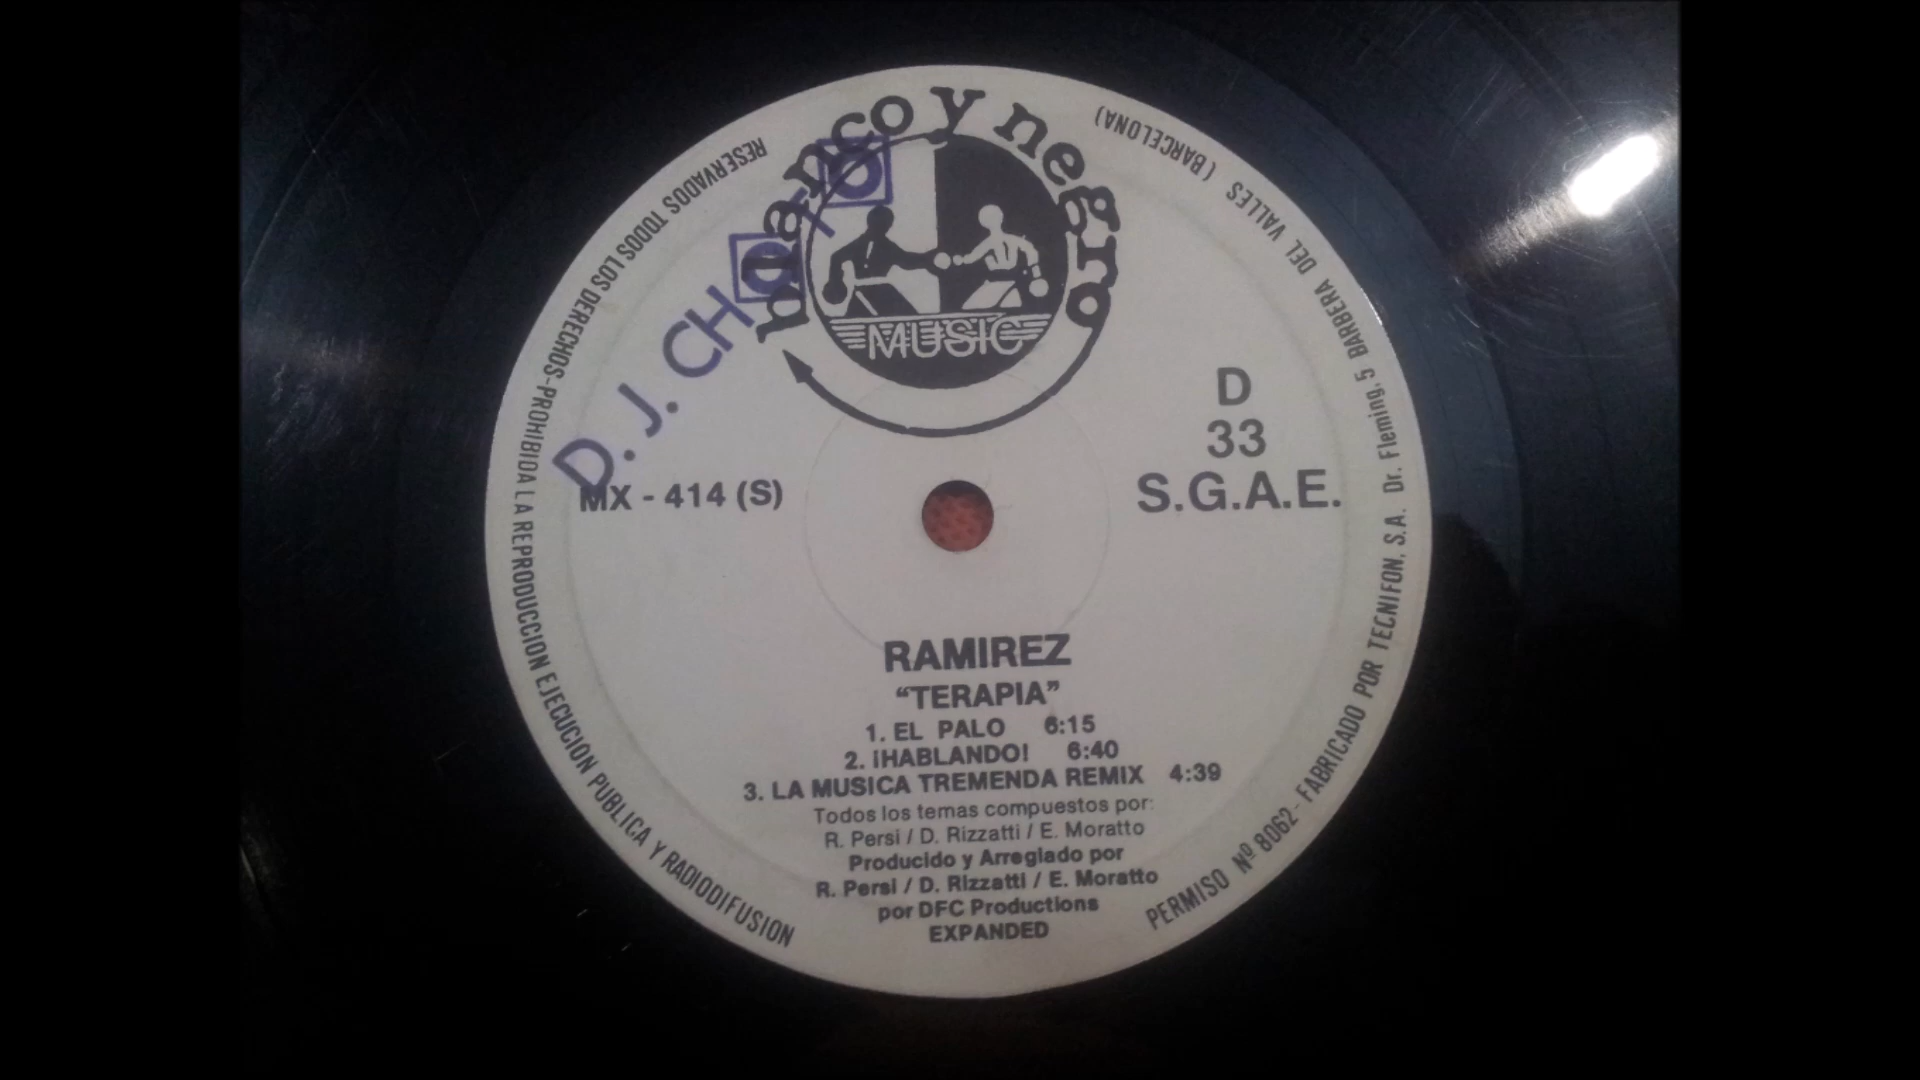 blanco y negro
MUSIC
D. J. CHOTO
MX - 414 (S)
D
33
S.G.A.E.
RAMIREZ
“TERAPIA”
1. EL PALO 6:15
2. ¡HABLANDO! 6:40
3. LA MUSICA TREMENDA REMIX 4:39
Todos los temas compuestos por:
R. Persi / D. Rizzatti / E. Moratto
Producido y Arreglado por
R. Persi / D. Rizzatti / E. Moratto
por DFC Productions
EXPANDED
RESERVADOS TODOS LOS DERECHOS-PROHIBIDA LA REPRODUCCION EJECUCION PUBLICA Y RADIODIFUSION
PERMISO Nº 8062 - FABRICADO POR TECNIFON, S.A. Dr. Fleming, 5 BARBERA DEL VALLES (BARCELONA)